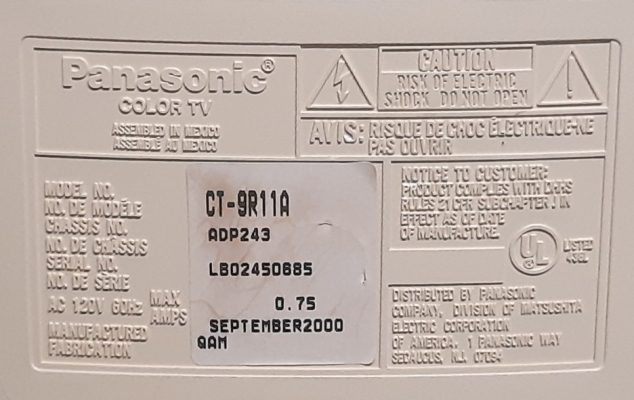 Panasonic®
COLOR TV
ASSEMBLED IN MEXICO
ASSEMBLÉ AU MEXICO
CAUTION
RISK OF ELECTRIC
SHOCK DO NOT OPEN
AVIS: RISQUE DE CHOC ÉLECTRIQUE-NE
PAS OUVRIR
MODEL NO.
NO. DE MODÈLE
CHASSIS NO.
NO. DE CHÂSSIS
SERIAL NO.
NO. DE SÉRIE
AC 120V 60Hz MAX. AMPS
MANUFACTURED
FABRICATION
CT-9R11A
ADP243
LB02450685
0.75
SEPTEMBER2000
QAM
NOTICE TO CUSTOMER:
PRODUCT COMPLIES WITH DHHS
RULES 21 CFR SUBCHAPTER J IN
EFFECT AS OF DATE
OF MANUFACTURE.
UL ®
LISTED
DISTRIBUTED BY PANASONIC
COMPANY, DIVISION OF MATSUSHITA
ELECTRIC CORPORATION
OF AMERICA. 1 PANASONIC WAY
SECAUCUS, N.J. 07094